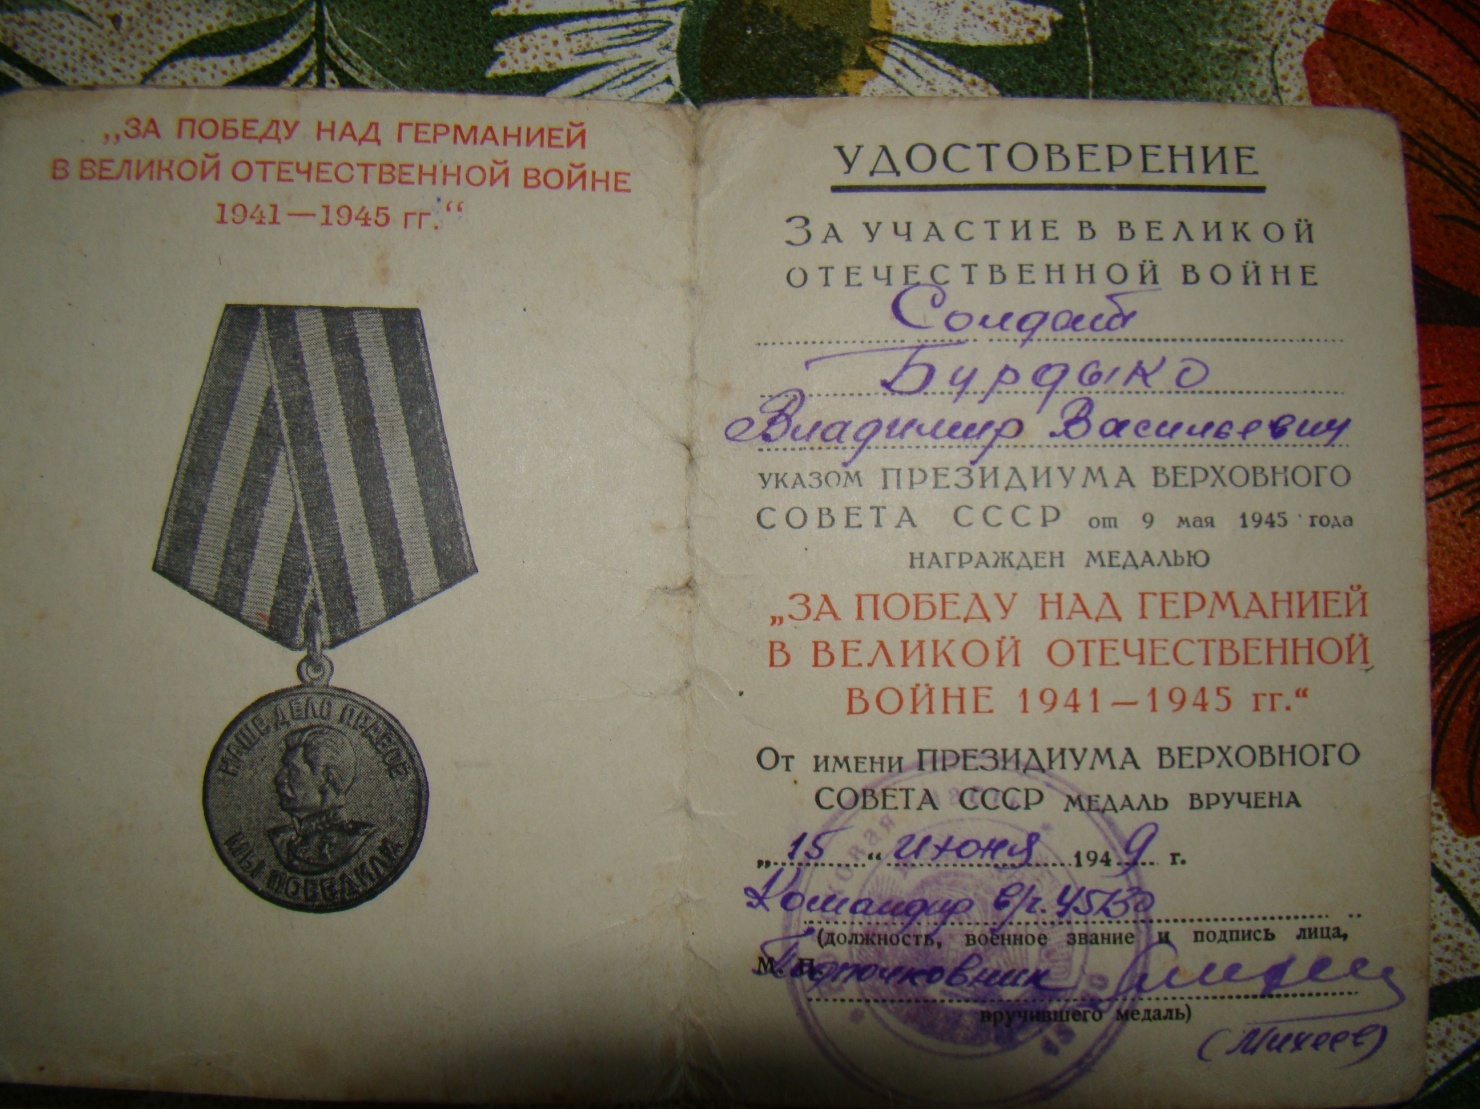 „ЗА ПОБЕДУ НАД ГЕРМАНИЕЙ
В ВЕЛИКОЙ ОТЕЧЕСТВЕННОЙ ВОЙНЕ
1941—1945 гг.“
НАШЕ ДЕЛО ПРАВОЕ
МЫ ПОБЕДИЛИ
УДОСТОВЕРЕНИЕ
ЗА УЧАСТИЕ В ВЕЛИКОЙ
ОТЕЧЕСТВЕННОЙ ВОЙНЕ
Солдат
Бурдыко
Владимир Васильевич
УКАЗОМ ПРЕЗИДИУМА ВЕРХОВНОГО
СОВЕТА СССР от 9 мая 1945 года
НАГРАЖДЕН МЕДАЛЬЮ
„ЗА ПОБЕДУ НАД ГЕРМАНИЕЙ
В ВЕЛИКОЙ ОТЕЧЕСТВЕННОЙ
ВОЙНЕ 1941—1945 гг.“
ОТ ИМЕНИ ПРЕЗИДИУМА ВЕРХОВНОГО
СОВЕТА СССР МЕДАЛЬ ВРУЧЕНА
„15“ июня 1949 г.
Командир в/ч
(должность, военное звание и подпись лица,
М. П. Подполковник
вручившего медаль)
(Михеев)